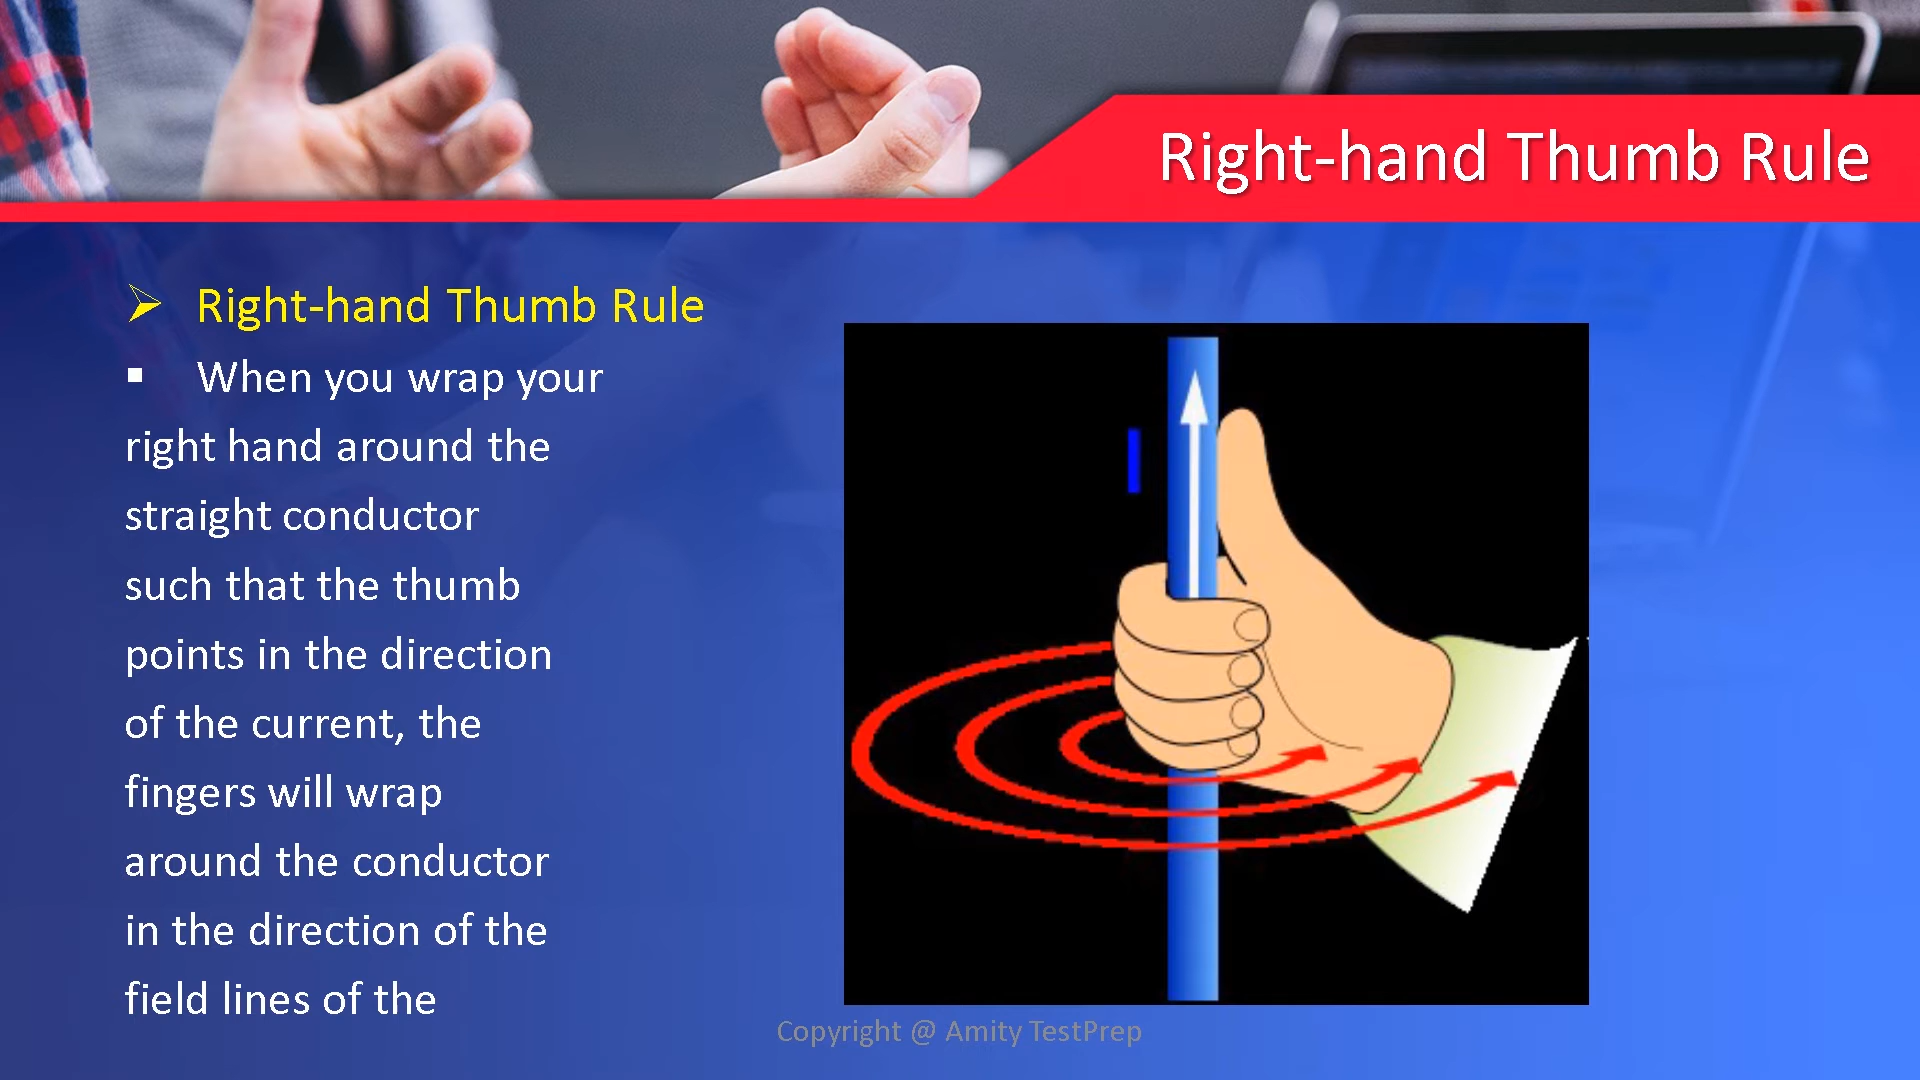 Right-hand Thumb Rule
➢ Right-hand Thumb Rule
▪ When you wrap your
right hand around the
straight conductor
such that the thumb
points in the direction
of the current, the
fingers will wrap
around the conductor
in the direction of the
field lines of the
I
Copyright @ Amity TestPrep